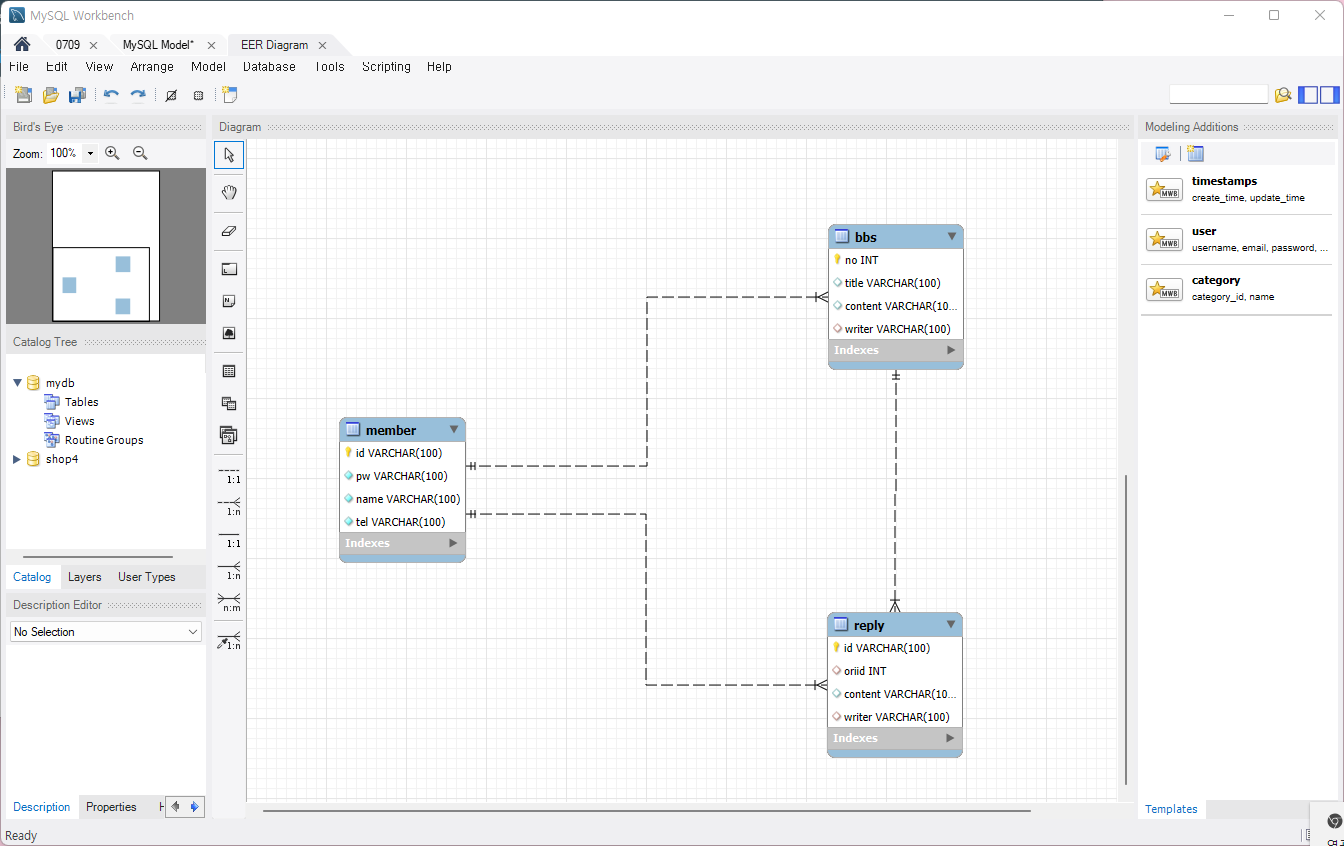 MySQL Workbench
0709
MySQL Model*
EER Diagram
File Edit View Arrange Model Database Tools Scripting Help
Bird's Eye
Zoom: 100%
Catalog Tree
mydb
Tables
Views
Routine Groups
shop4
Catalog Layers User Types
Description Editor
No Selection
Description Properties H
Ready
Diagram
1:1
1:n
1:1
1:n
n:m
1:n
member
id VARCHAR(100)
pw VARCHAR(100)
name VARCHAR(100)
tel VARCHAR(100)
Indexes
bbs
no INT
title VARCHAR(100)
content VARCHAR(10...
writer VARCHAR(100)
Indexes
reply
id VARCHAR(100)
oriid INT
content VARCHAR(10...
writer VARCHAR(100)
Indexes
Modeling Additions
MWB
timestamps
create_time, update_time
MWB
user
username, email, password, ...
MWB
category
category_id, name
Templates